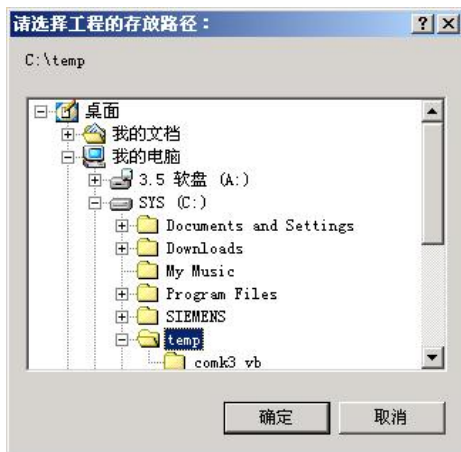 请选择工程的存放路径：
C:\temp
桌面
我的文档
我的电脑
3.5 软盘 (A:)
SYS (C:)
Documents and Settings
Downloads
My Music
Program Files
SIEMENS
temp
comk3 vb
确定 取消